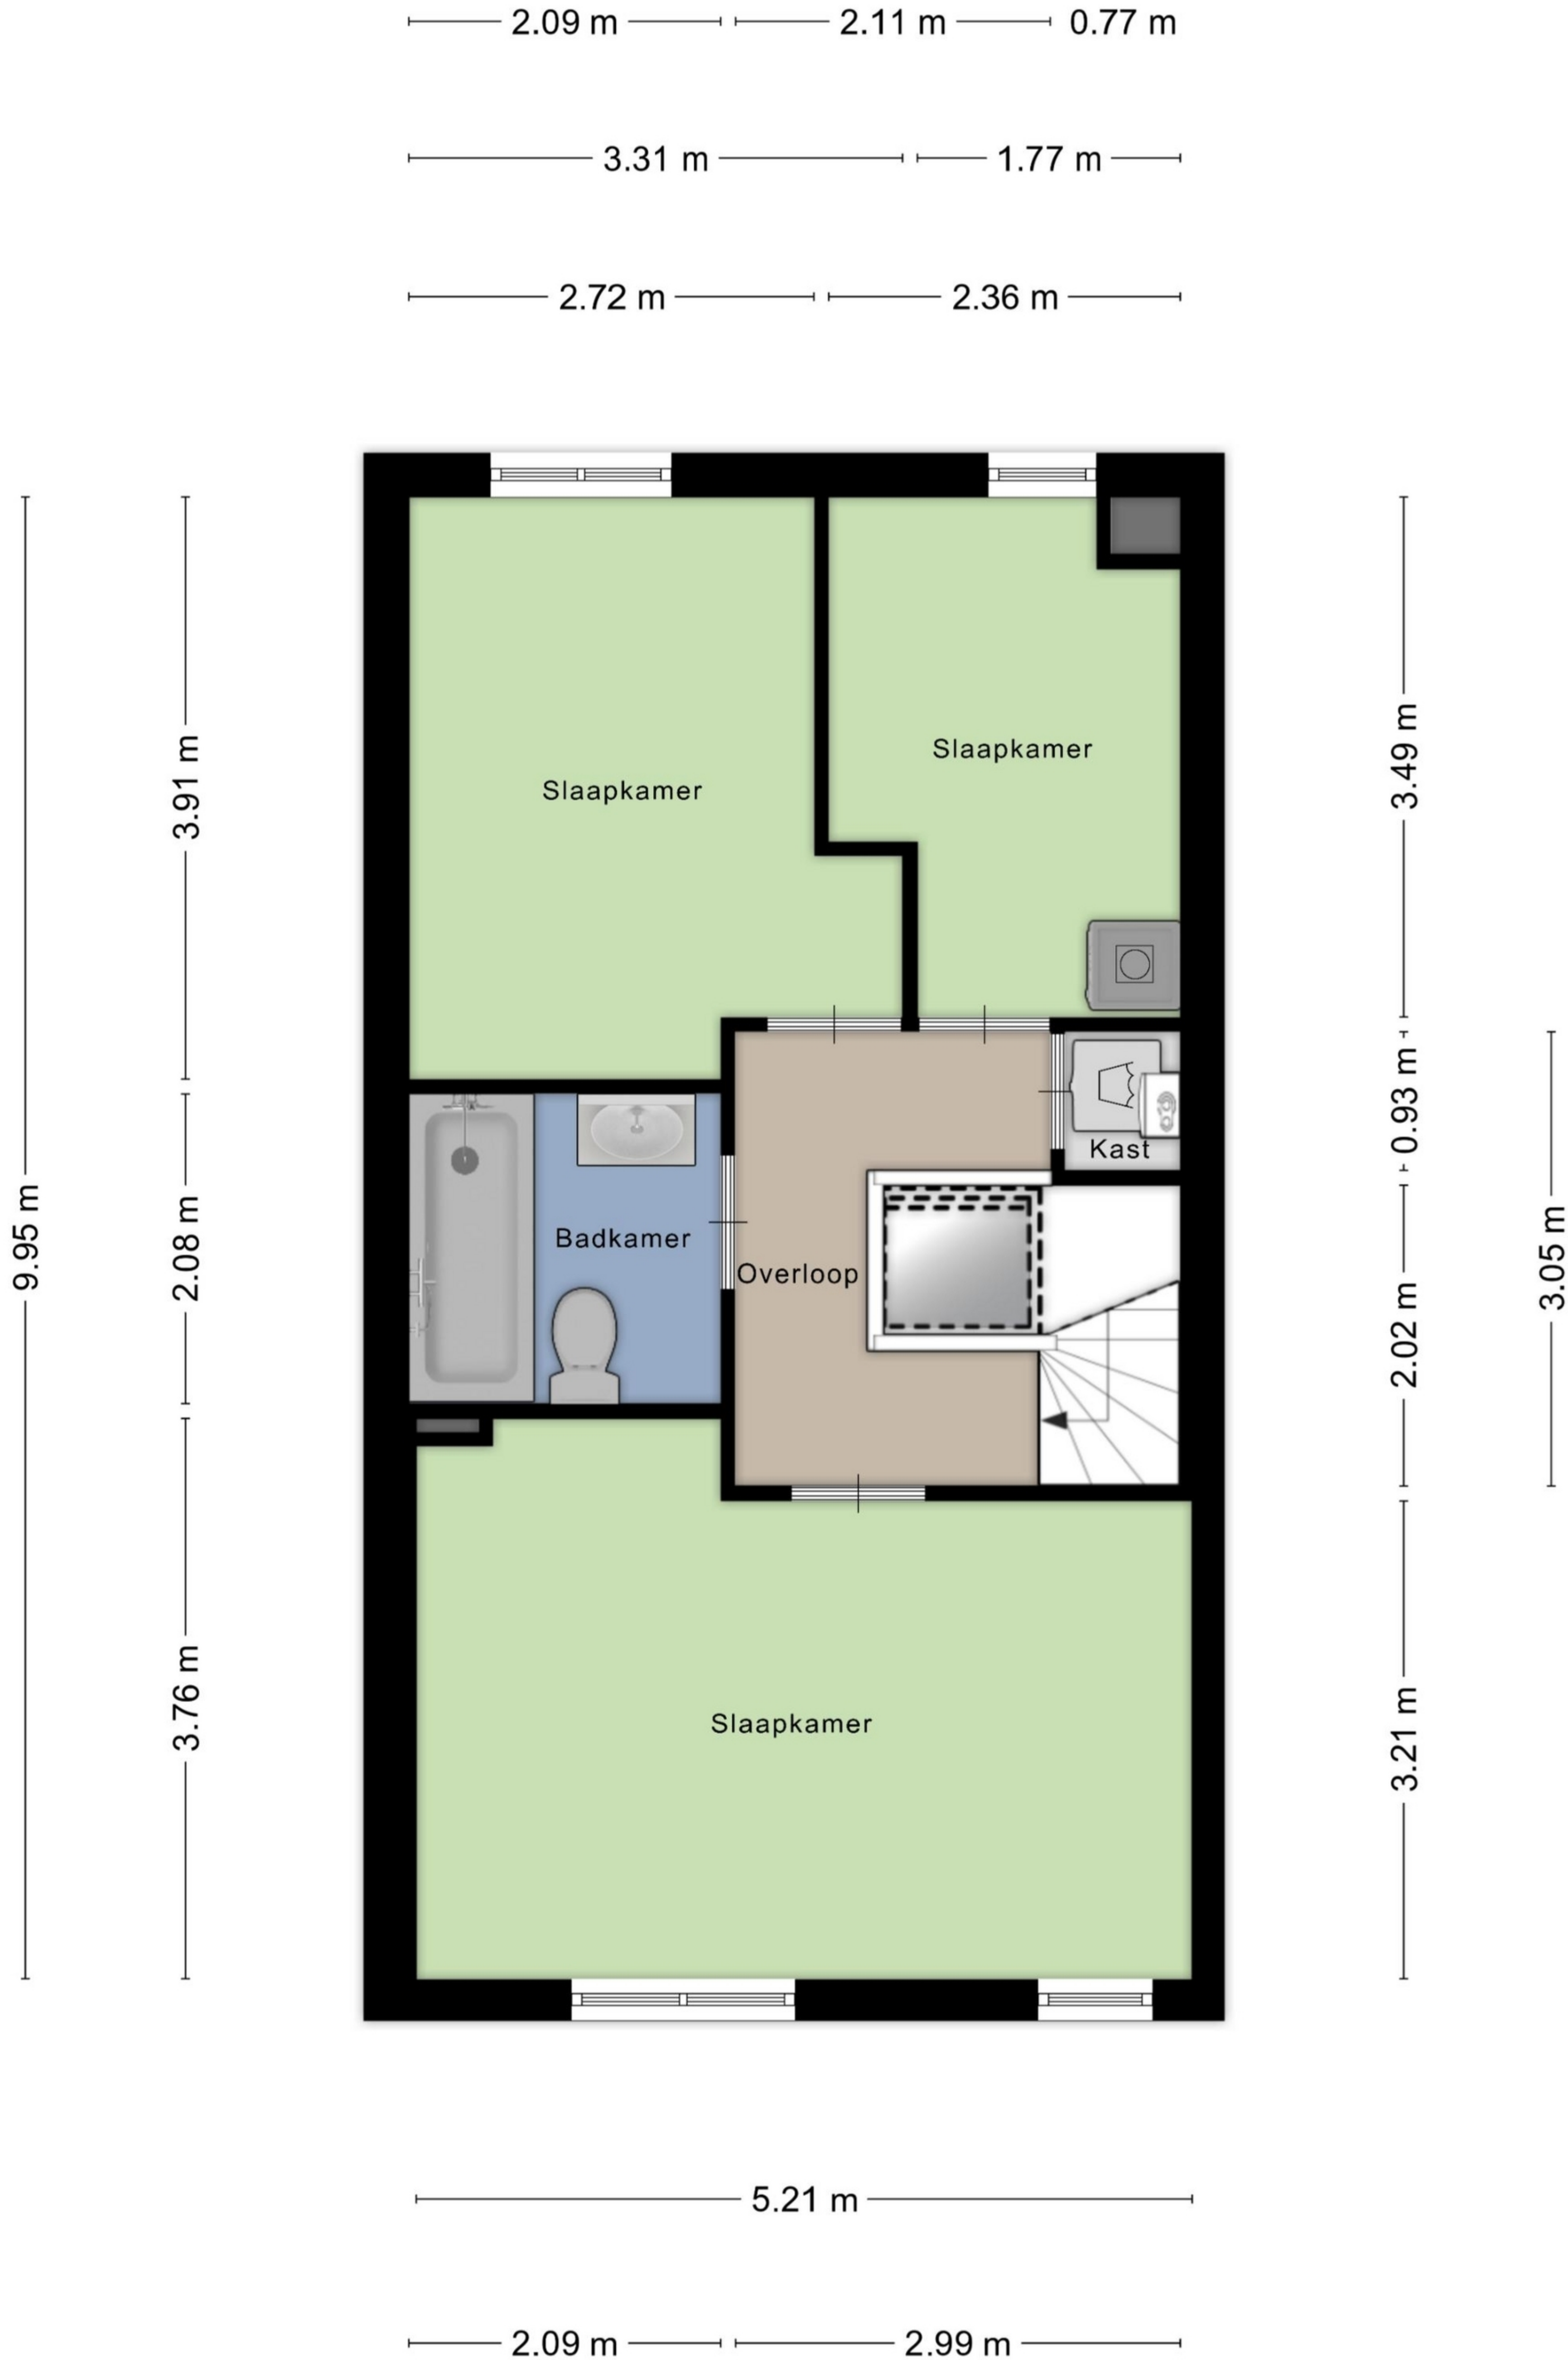 2.09 m 2.11 m 0.77 m
3.31 m 1.77 m
2.72 m 2.36 m
3.91 m
3.49 m
Slaapkamer
Slaapkamer
0.93 m
Kast
9.95 m
2.08 m
Badkamer
Overloop
2.02 m
3.05 m
3.76 m
Slaapkamer
3.21 m
5.21 m
2.09 m 2.99 m